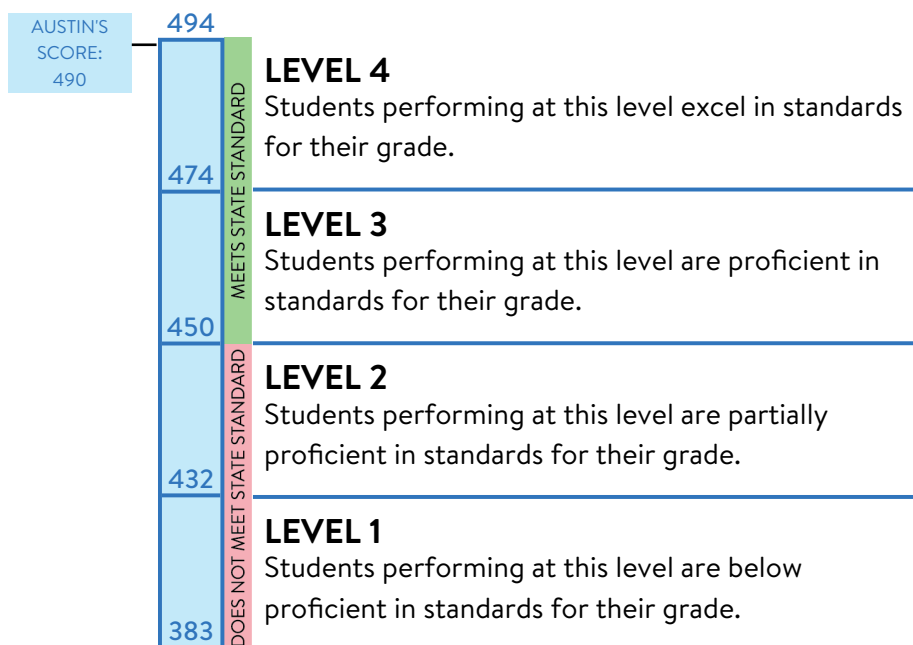 AUSTIN'S
SCORE:
490
494
LEVEL 4
Students performing at this level excel in standards
for their grade.
474
MEETS STATE STANDARD
LEVEL 3
Students performing at this level are proficient in
standards for their grade.
450
LEVEL 2
Students performing at this level are partially
proficient in standards for their grade.
432
DOES NOT MEET STATE STANDARD
LEVEL 1
Students performing at this level are below
proficient in standards for their grade.
383